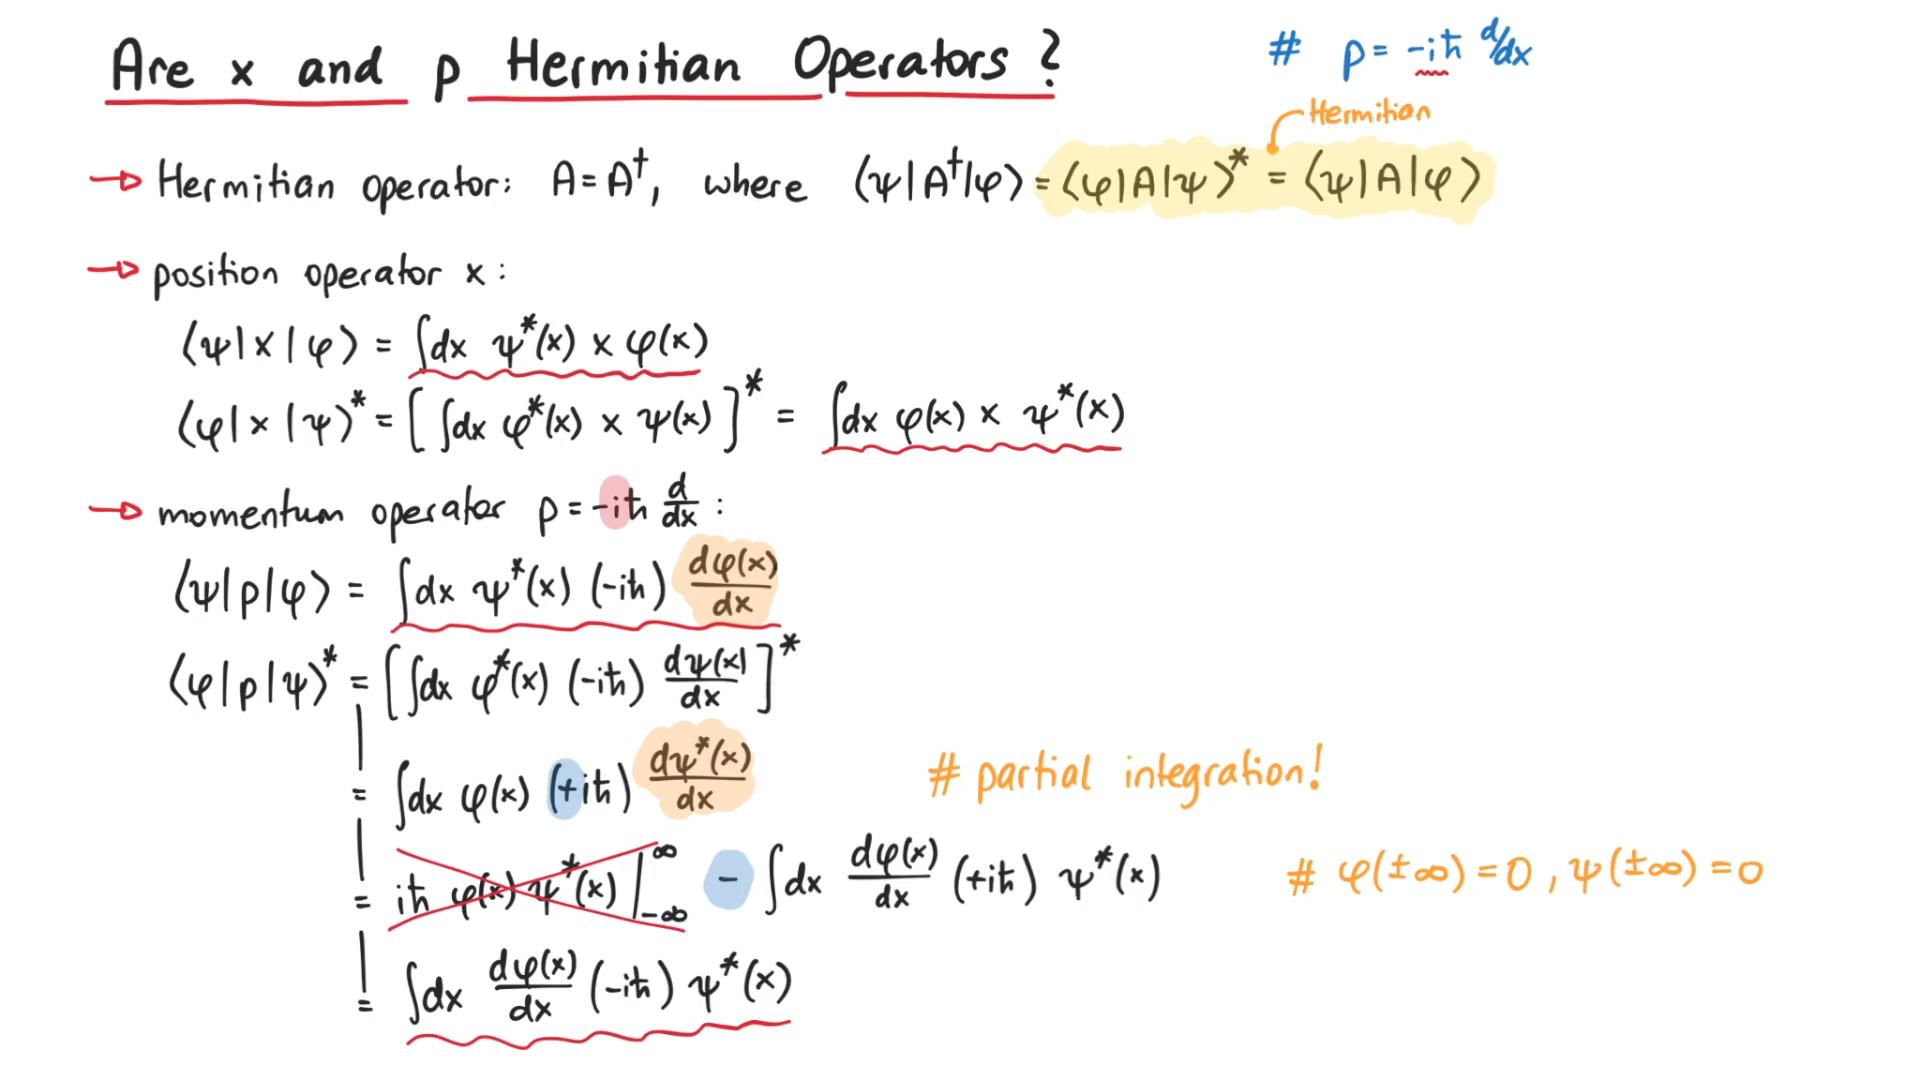 Are x and p Hermitian Operators ?
# p = -iħ d/dx
Hermitian
→ Hermitian operator: A = A†, where ⟨ψ|A†|φ⟩ = ⟨φ|A|ψ⟩* = ⟨ψ|A|φ⟩
→ position operator x :
⟨ψ|x|φ⟩ = ∫dx ψ*(x) x φ(x)
⟨φ|x|ψ⟩* = [∫dx φ*(x) x ψ(x)]* = ∫dx φ(x) x ψ*(x)
→ momentum operator p = -iħ d/dx :
⟨ψ|p|φ⟩ = ∫dx ψ*(x) (-iħ) dφ(x)/dx
⟨φ|p|ψ⟩* = [∫dx φ*(x) (-iħ) dψ(x)/dx]*
= ∫dx φ(x) (+iħ) dψ*(x)/dx
# partial integration!
= iħ φ(x) ψ*(x) |_{-∞}^{∞} - ∫dx dφ(x)/dx (+iħ) ψ*(x)
# φ(±∞) = 0 , ψ(±∞) = 0
= ∫dx dφ(x)/dx (-iħ) ψ*(x)